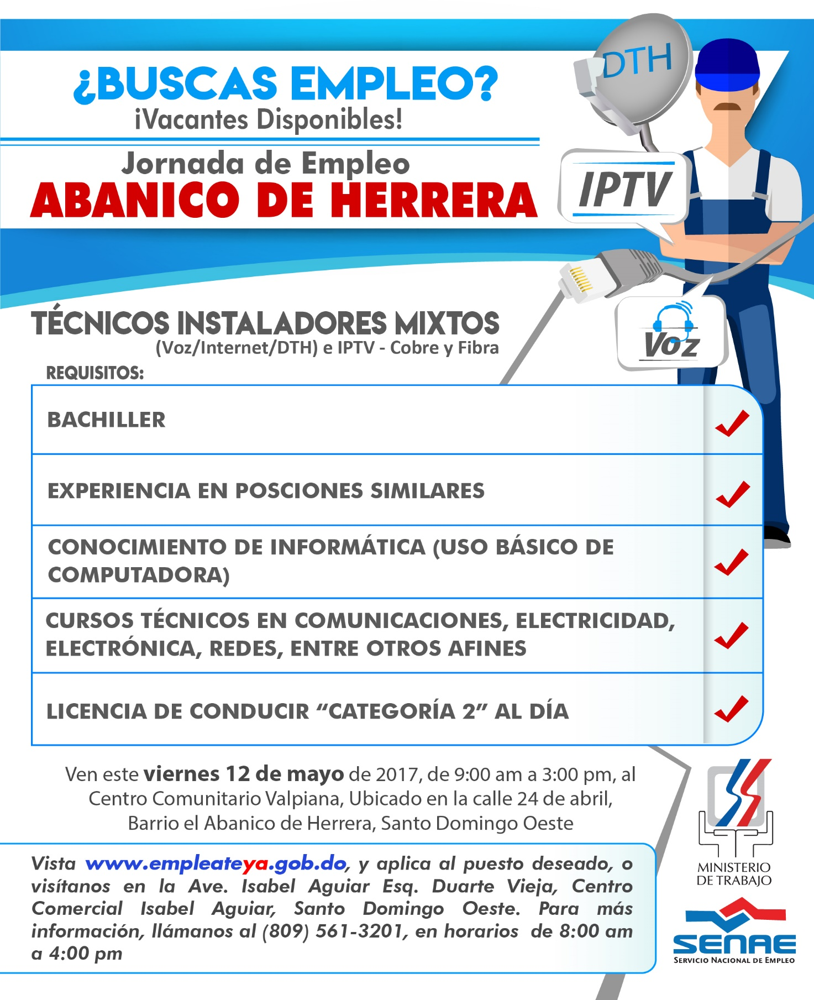 ¿BUSCAS EMPLEO?
¡Vacantes Disponibles!
Jornada de Empleo
ABANICO DE HERRERA
DTH
IPTV
Voz
TÉCNICOS INSTALADORES MIXTOS
(Voz/Internet/DTH) e IPTV - Cobre y Fibra
REQUISITOS:
BACHILLER
EXPERIENCIA EN POSCIONES SIMILARES
CONOCIMIENTO DE INFORMÁTICA (USO BÁSICO DE
COMPUTADORA)
CURSOS TÉCNICOS EN COMUNICACIONES, ELECTRICIDAD,
ELECTRÓNICA, REDES, ENTRE OTROS AFINES
LICENCIA DE CONDUCIR “CATEGORÍA 2” AL DÍA
Ven este viernes 12 de mayo de 2017, de 9:00 am a 3:00 pm, al
Centro Comunitario Valpiana, Ubicado en la calle 24 de abril,
Barrio el Abanico de Herrera, Santo Domingo Oeste
Vista www.empleateya.gob.do, y aplica al puesto deseado, o
visítanos en la Ave. Isabel Aguiar Esq. Duarte Vieja, Centro
Comercial Isabel Aguiar, Santo Domingo Oeste. Para más
información, llámanos al (809) 561-3201, en horarios de 8:00 am
a 4:00 pm
MINISTERIO
DE TRABAJO
SENAE
SERVICIO NACIONAL DE EMPLEO